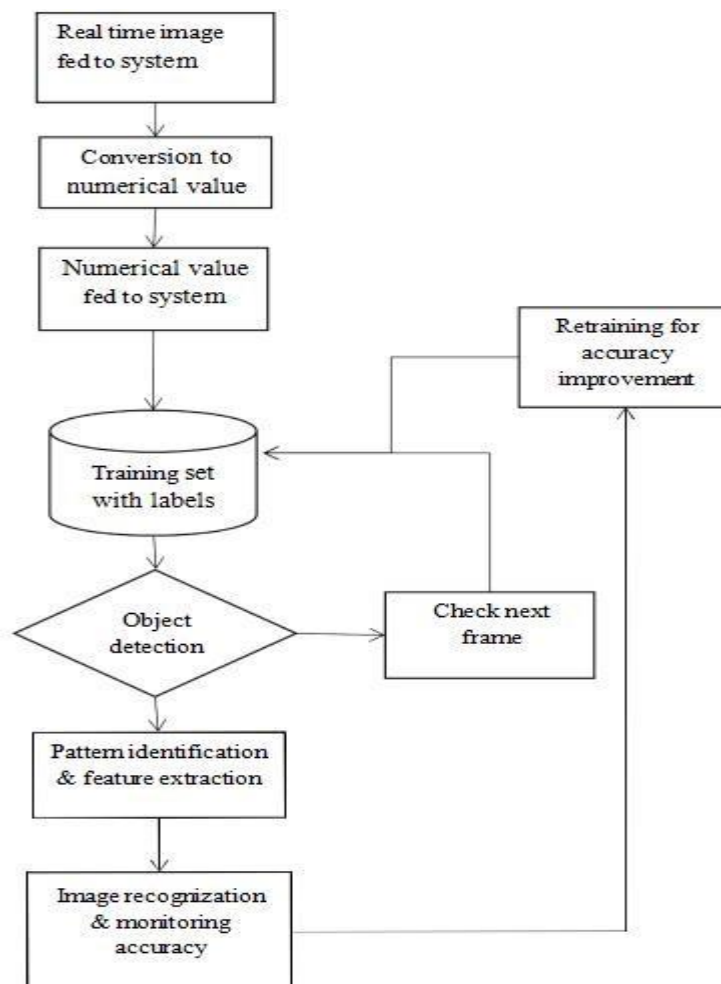 Real time image
fed to system
Conversion to
numerical value
Numerical value
fed to system
Retraining for
accuracy
improvement
Training set
with labels
Object
detection
Check next
frame
Pattern identification
& feature extraction
Image recognization
& monitoring
accuracy